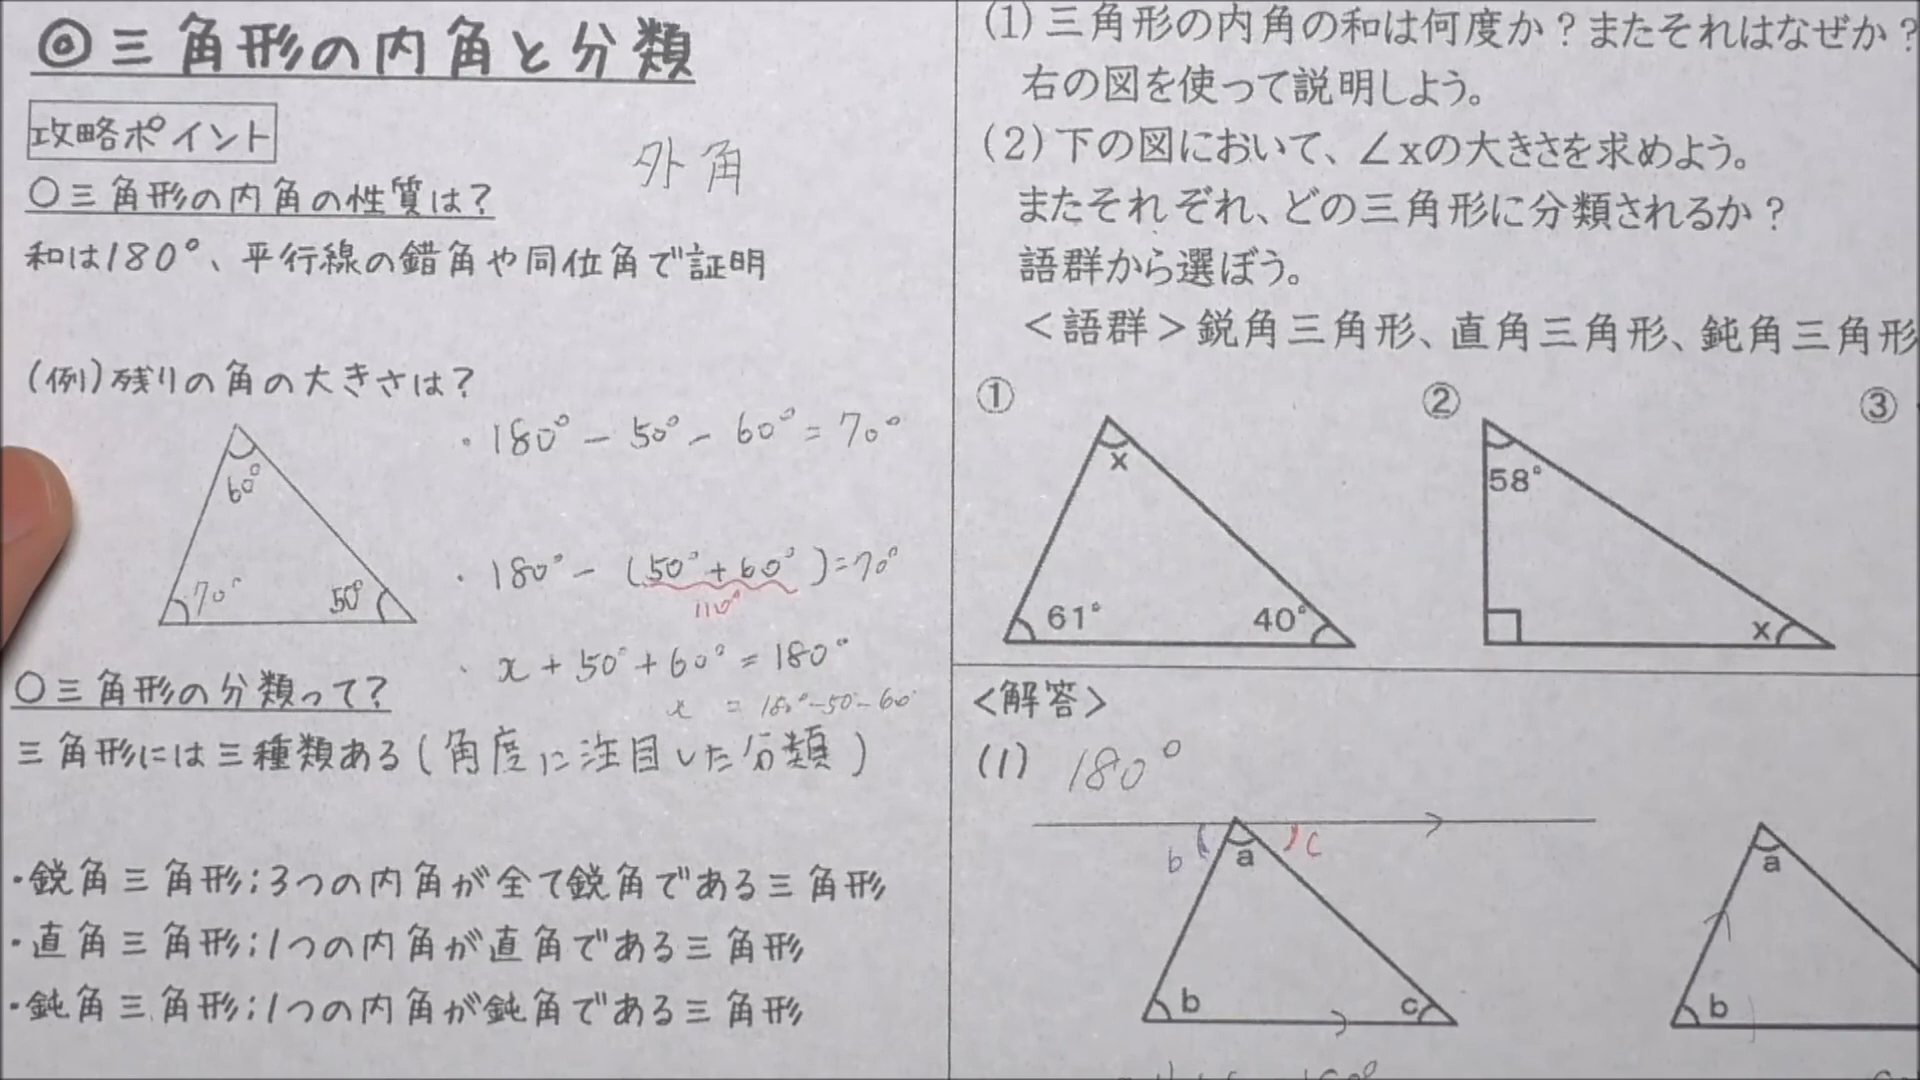 ◎三角形の内角と分類
攻略ポイント
外角
○三角形の内角の性質は?
和は180°、平行線の錯角や同位角で証明
(例)残りの角の大きさは?
・180° - 50° - 60° = 70°
60°
70°
50°
・180° - (50° + 60°) = 70°
110°
・x + 50° + 60° = 180°
x = 180° - 50 - 60
○三角形の分類って?
三角形には三種類ある(角度に注目した分類)
・鋭角三角形:3つの内角が全て鋭角である三角形
・直角三角形:1つの内角が直角である三角形
・鈍角三角形:1つの内角が鈍角である三角形
(1)三角形の内角の和は何度か?またそれはなぜか?
右の図を使って説明しよう。
(2)下の図において、∠xの大きさを求めよう。
またそれぞれ、どの三角形に分類されるか?
語群から選ぼう。
<語群>鋭角三角形、直角三角形、鈍角三角形
①
x
61°
40°
②
58°
x
③
<解答>
(1) 180°
b
a
c
b
c
a
b